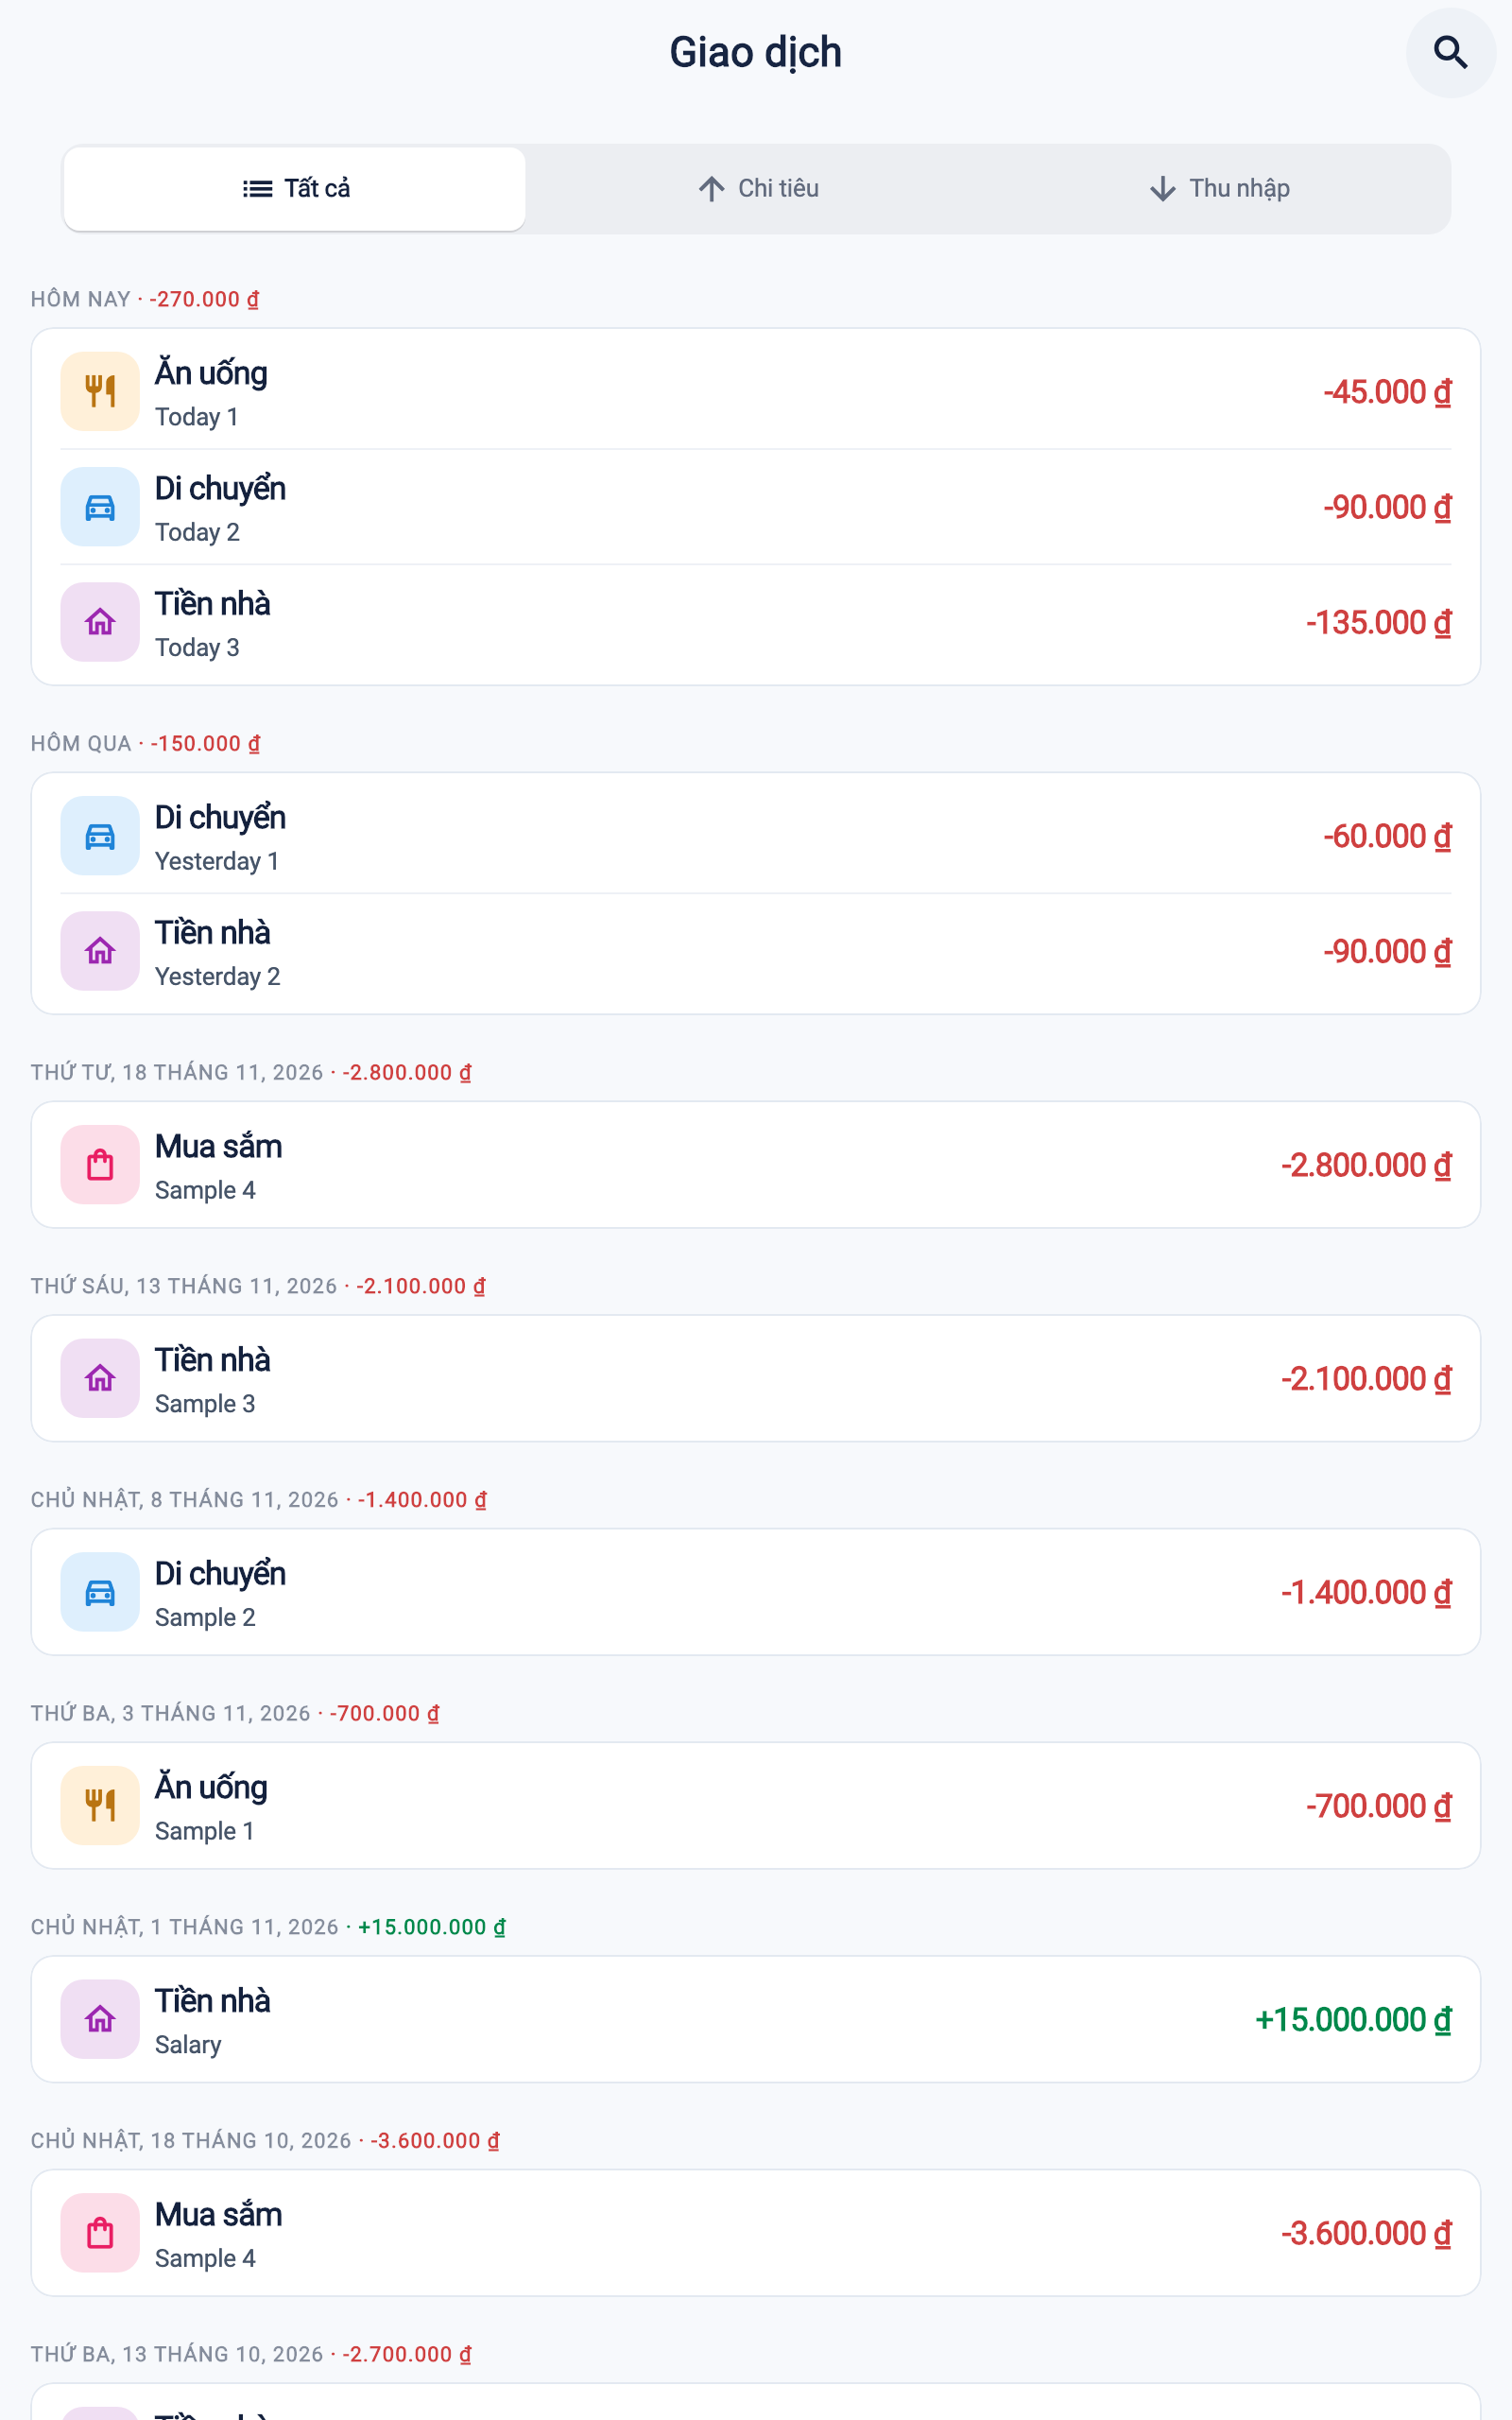 Giao dịch
Tất cả
Chi tiêu
Thu nhập
HÔM NAY · -270.000 ₫
Ăn uống
Today 1
-45.000 ₫
Di chuyển
Today 2
-90.000 ₫
Tiền nhà
Today 3
-135.000 ₫
HÔM QUA · -150.000 ₫
Di chuyển
Yesterday 1
-60.000 ₫
Tiền nhà
Yesterday 2
-90.000 ₫
THỨ TƯ, 18 THÁNG 11, 2026 · -2.800.000 ₫
Mua sắm
Sample 4
-2.800.000 ₫
THỨ SÁU, 13 THÁNG 11, 2026 · -2.100.000 ₫
Tiền nhà
Sample 3
-2.100.000 ₫
CHỦ NHẬT, 8 THÁNG 11, 2026 · -1.400.000 ₫
Di chuyển
Sample 2
-1.400.000 ₫
THỨ BA, 3 THÁNG 11, 2026 · -700.000 ₫
Ăn uống
Sample 1
-700.000 ₫
CHỦ NHẬT, 1 THÁNG 11, 2026 · +15.000.000 ₫
Tiền nhà
Salary
+15.000.000 ₫
CHỦ NHẬT, 18 THÁNG 10, 2026 · -3.600.000 ₫
Mua sắm
Sample 4
-3.600.000 ₫
THỨ BA, 13 THÁNG 10, 2026 · -2.700.000 ₫